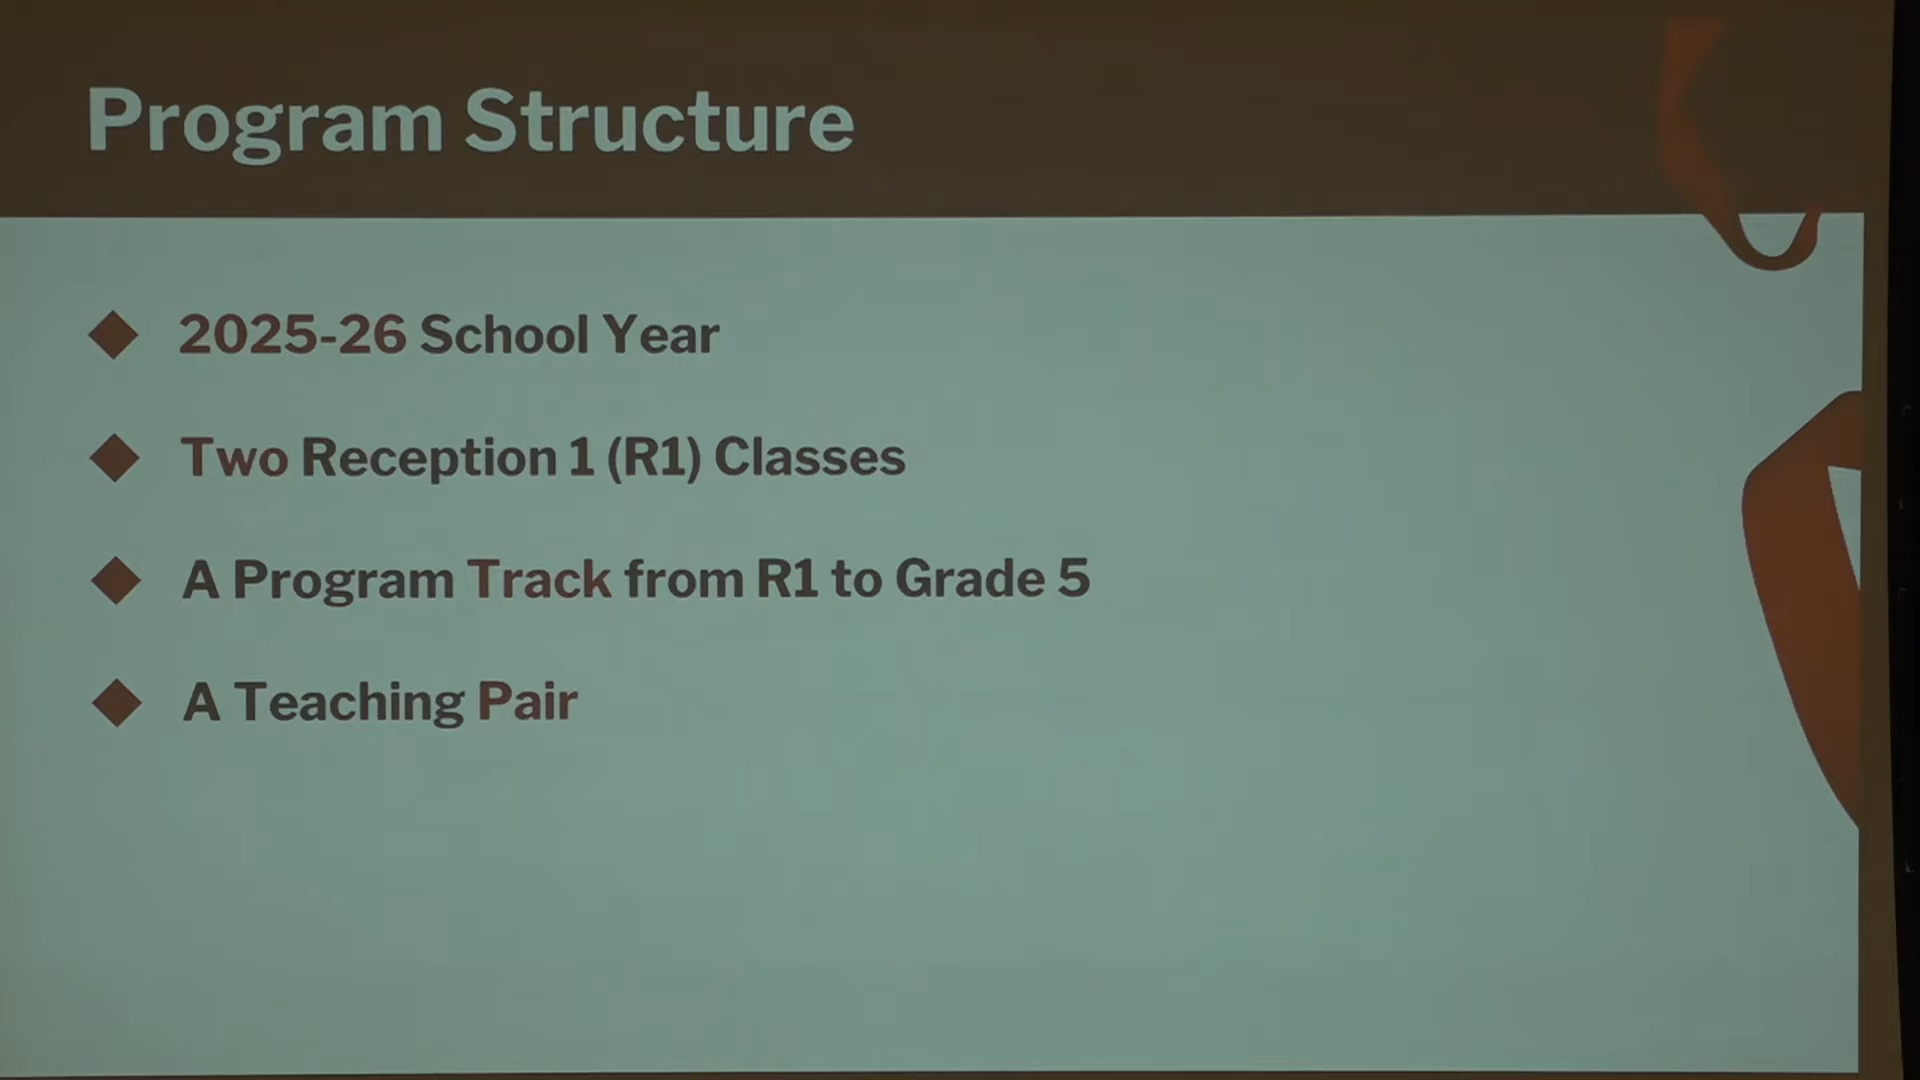 Program Structure
2025-26 School Year
Two Reception 1 (R1) Classes
A Program Track from R1 to Grade 5
A Teaching Pair